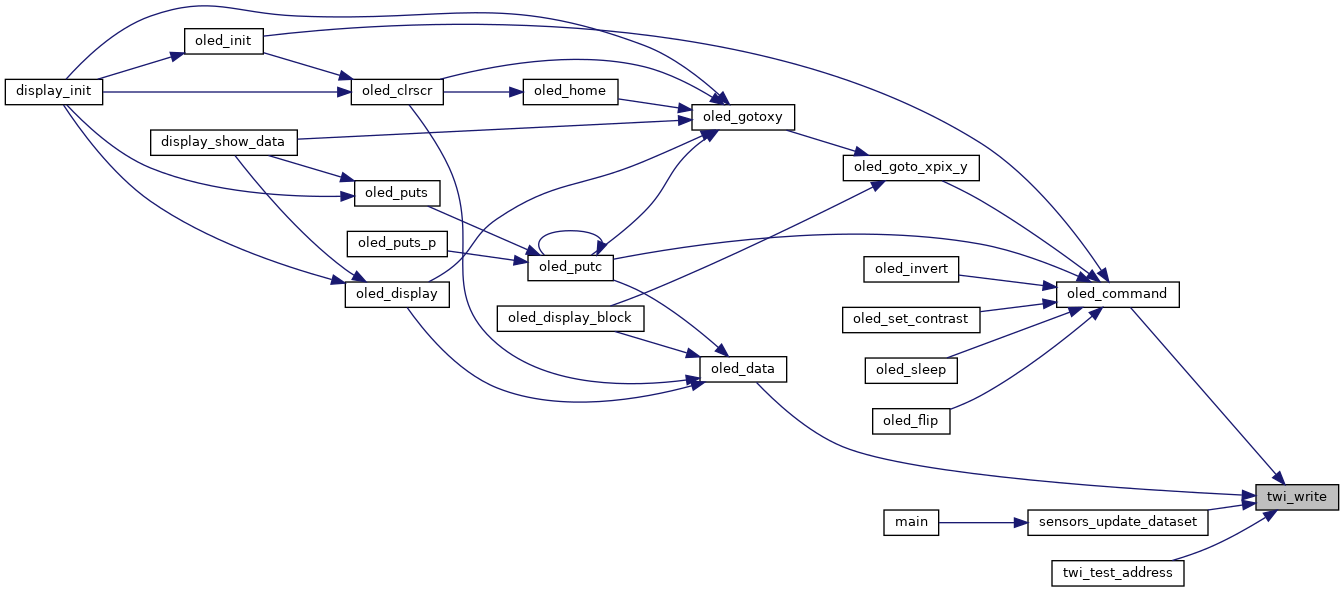 oled_init
display_init
oled_clrscr
oled_home
oled_gotoxy
display_show_data
oled_goto_xpix_y
oled_puts
oled_puts_p
oled_putc
oled_invert
oled_display
oled_command
oled_display_block
oled_set_contrast
oled_data
oled_sleep
oled_flip
twi_write
main
sensors_update_dataset
twi_test_address